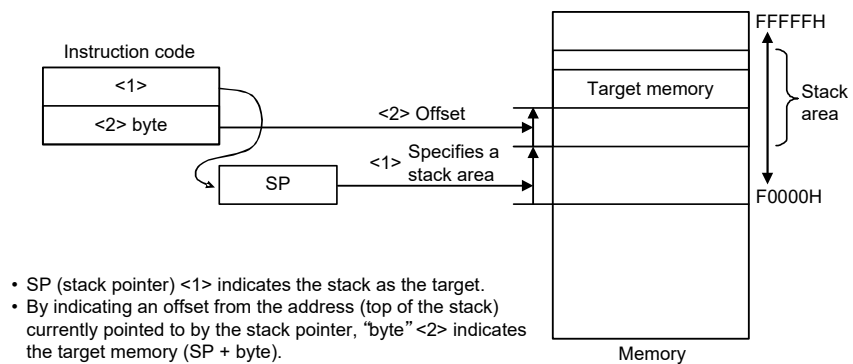 FFFFFH
Instruction code
<1>
<2> byte
Target memory
Stack
area
<2> Offset
<1> Specifies a
stack area
SP
F0000H
• SP (stack pointer) <1> indicates the stack as the target.
• By indicating an offset from the address (top of the stack)
currently pointed to by the stack pointer, “byte” <2> indicates
the target memory (SP + byte).
Memory